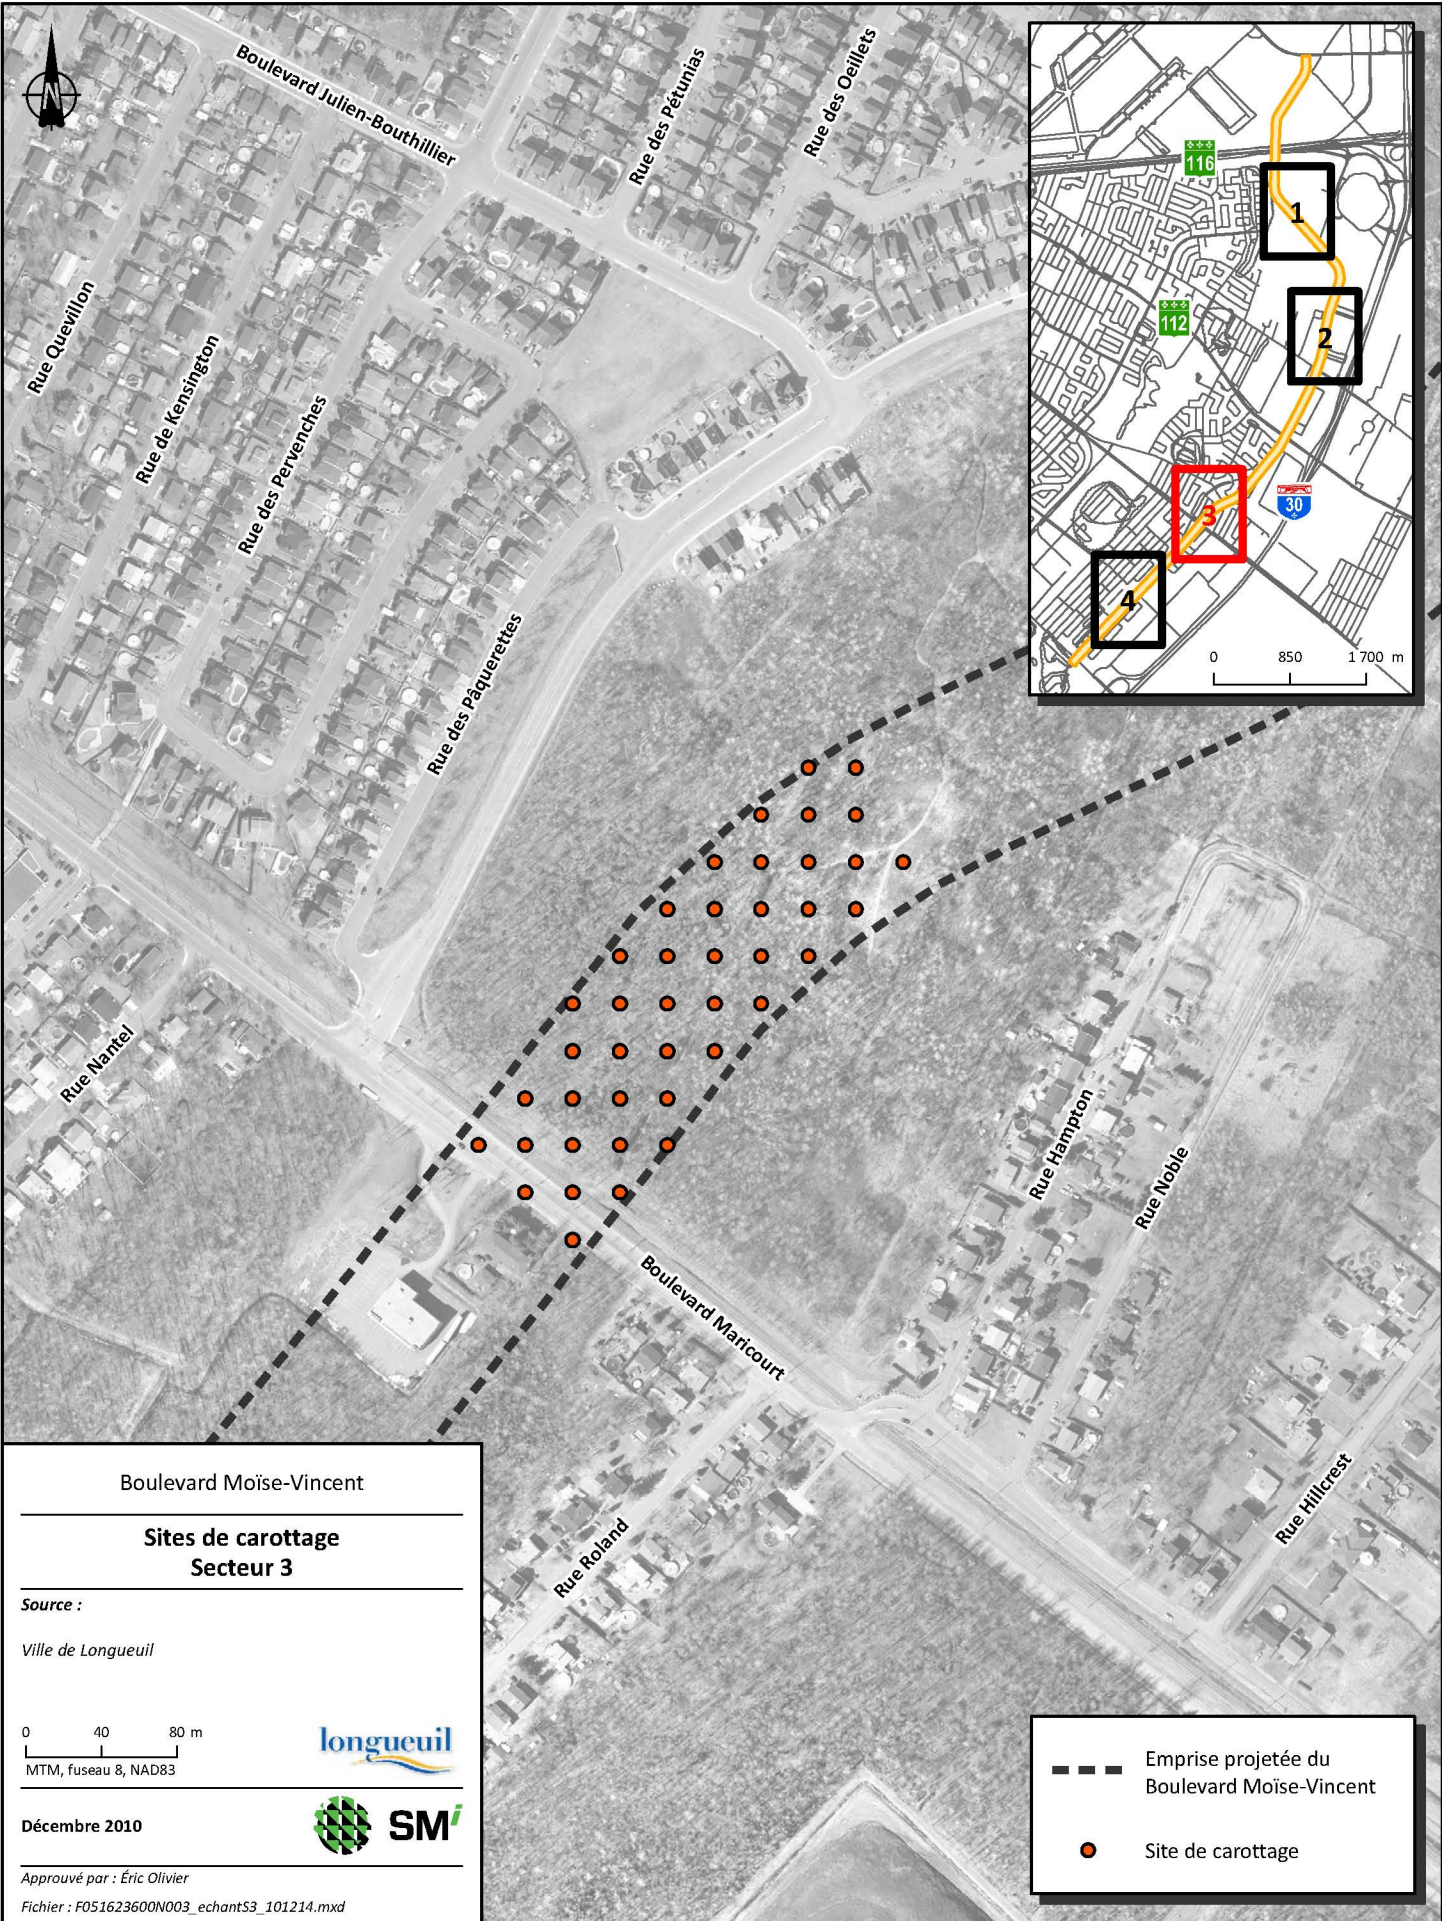 N
Boulevard Julien-Bouthillier
Rue des Pétunias
Rue des Oeillets
Rue Quevillon
Rue de Kensington
Rue des Pervenches
Rue des Pâquerettes
Rue Nantel
Rue Hampton
Rue Noble
Boulevard Maricourt
Rue Roland
Rue Hillcrest
116
1
112
2
3
30
4
0 850 1 700 m
Boulevard Moïse-Vincent
Sites de carottage
Secteur 3
Source :
Ville de Longueuil
0 40 80 m
MTM, fuseau 8, NAD83
longueuil
Décembre 2010
SMi
Approuvé par : Éric Olivier
Fichier : F051623600N003_echantS3_101214.mxd
Emprise projetée du
Boulevard Moïse-Vincent
Site de carottage